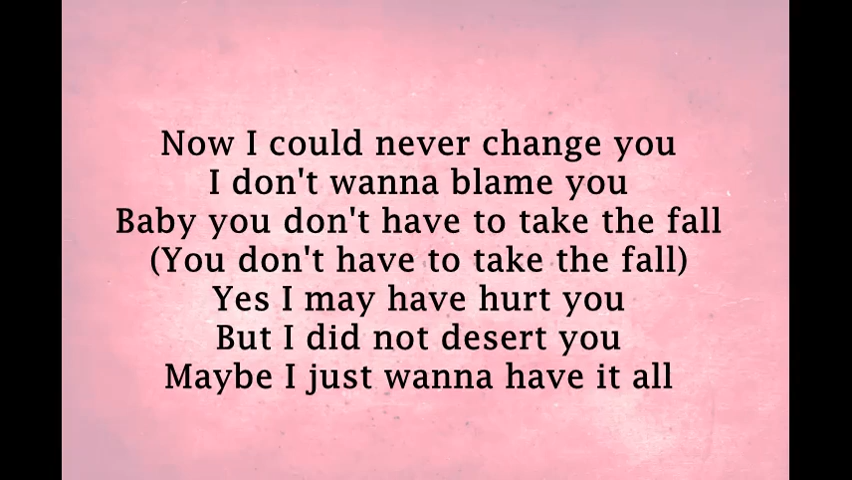 Now I could never change you
I don't wanna blame you
Baby you don't have to take the fall
(You don't have to take the fall)
Yes I may have hurt you
But I did not desert you
Maybe I just wanna have it all